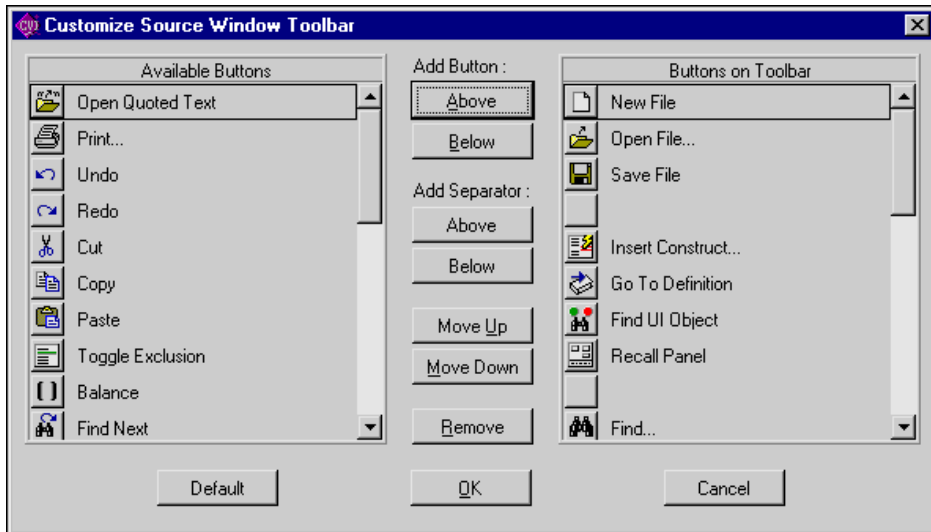 cvi Customize Source Window Toolbar
Available Buttons
Open Quoted Text
Print...
Undo
Redo
Cut
Copy
Paste
Toggle Exclusion
Balance
Find Next
Add Button :
Above
Below
Add Separator :
Above
Below
Move Up
Move Down
Remove
Buttons on Toolbar
New File
Open File...
Save File
Insert Construct...
Go To Definition
Find UI Object
Recall Panel
Find...
Default
OK
Cancel